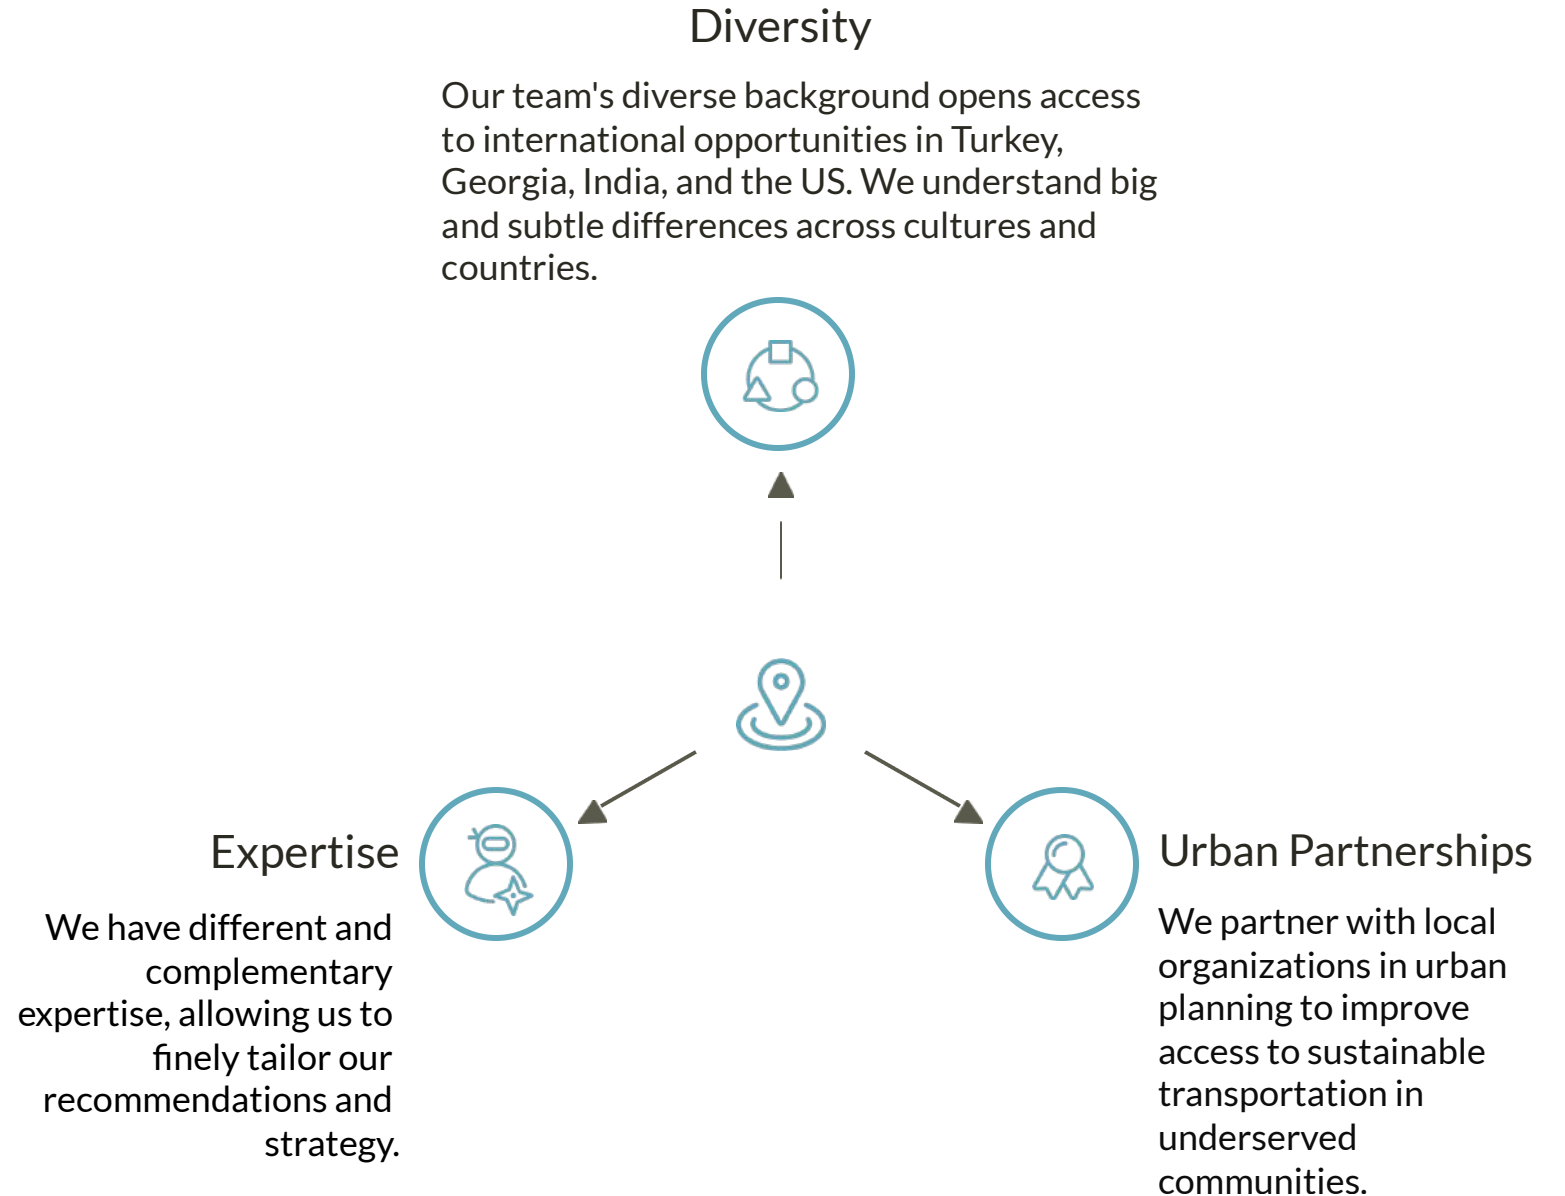 Diversity
Our team's diverse background opens access
to international opportunities in Turkey,
Georgia, India, and the US. We understand big
and subtle differences across cultures and
countries.
Expertise
We have different and
complementary
expertise, allowing us to
finely tailor our
recommendations and
strategy.
Urban Partnerships
We partner with local
organizations in urban
planning to improve
access to sustainable
transportation in
underserved
communities.